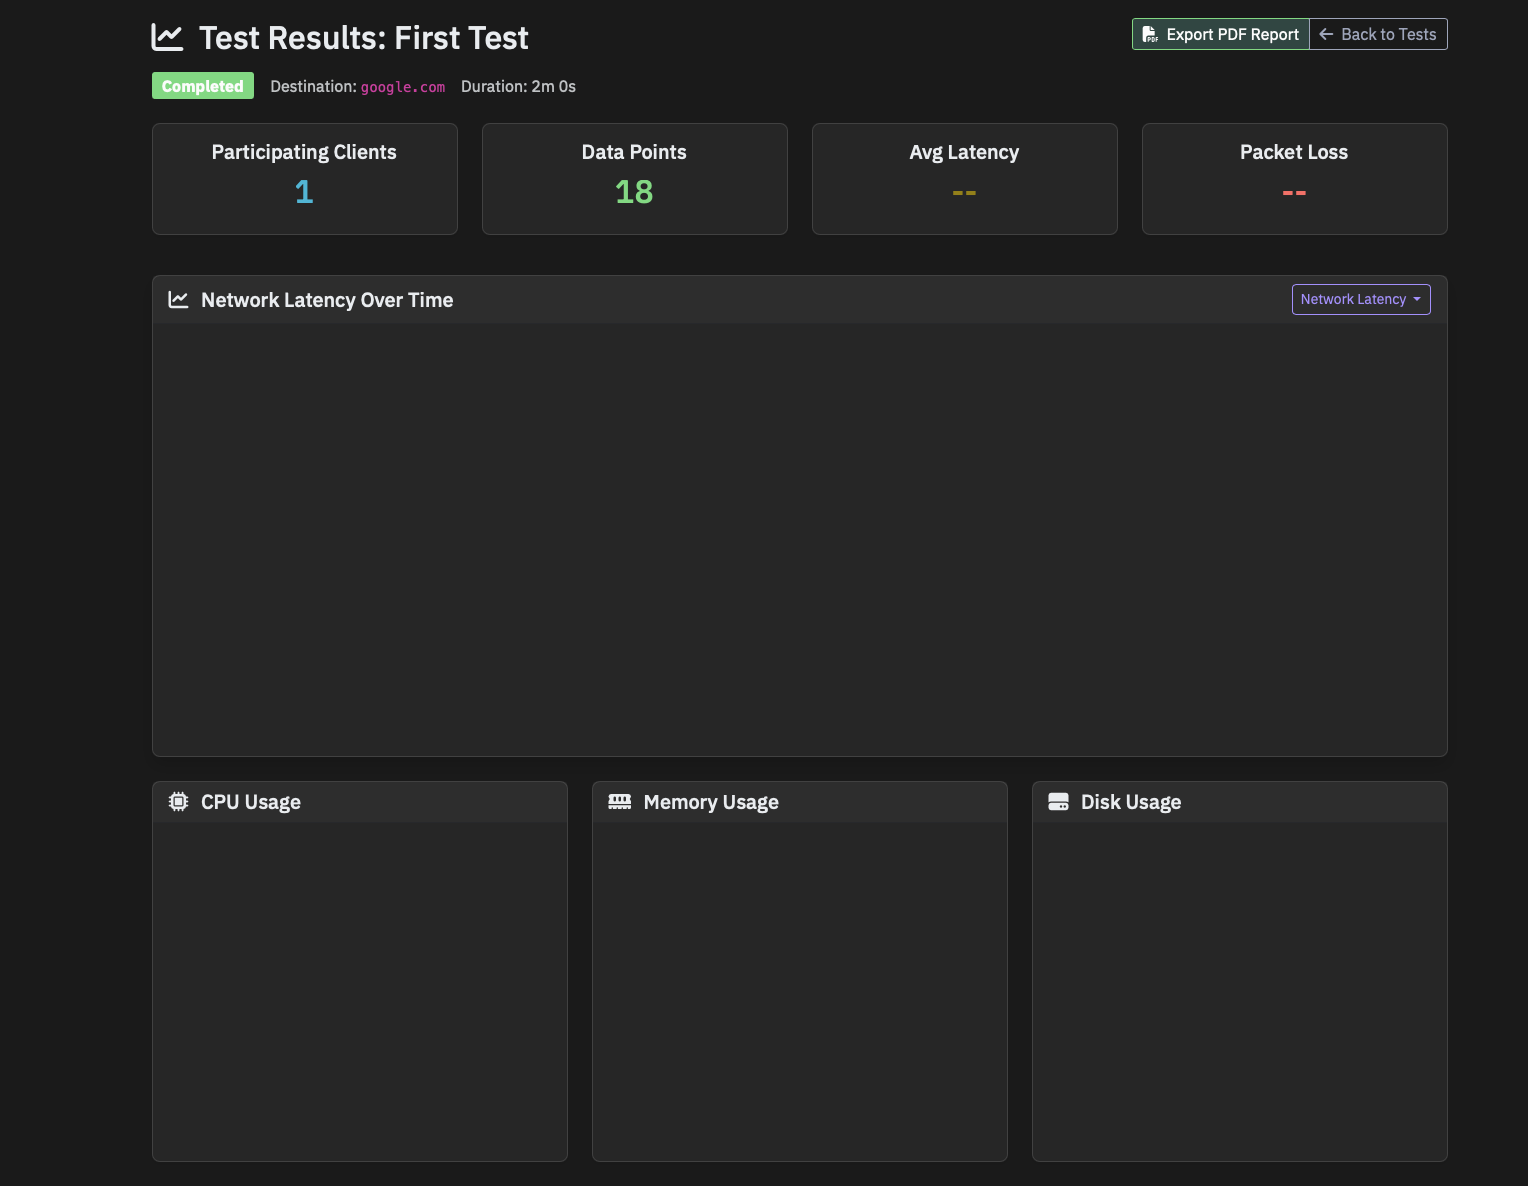 Test Results: First Test
Export PDF Report
Back to Tests
Completed Destination: google.com Duration: 2m 0s
Participating Clients
1
Data Points
18
Avg Latency
--
Packet Loss
--
Network Latency Over Time
Network Latency
CPU Usage
Memory Usage
Disk Usage